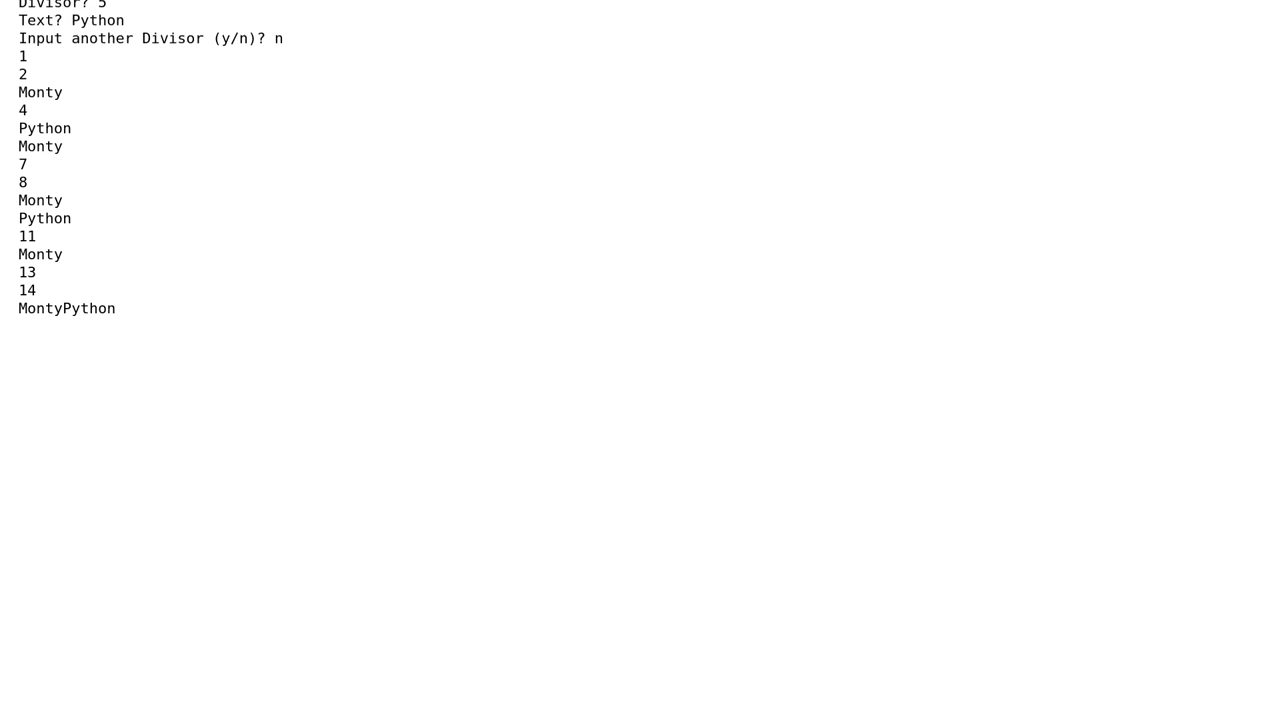 Divisor? 5
Text? Python
Input another Divisor (y/n)? n
1
2
Monty
4
Python
Monty
7
8
Monty
Python
11
Monty
13
14
MontyPython